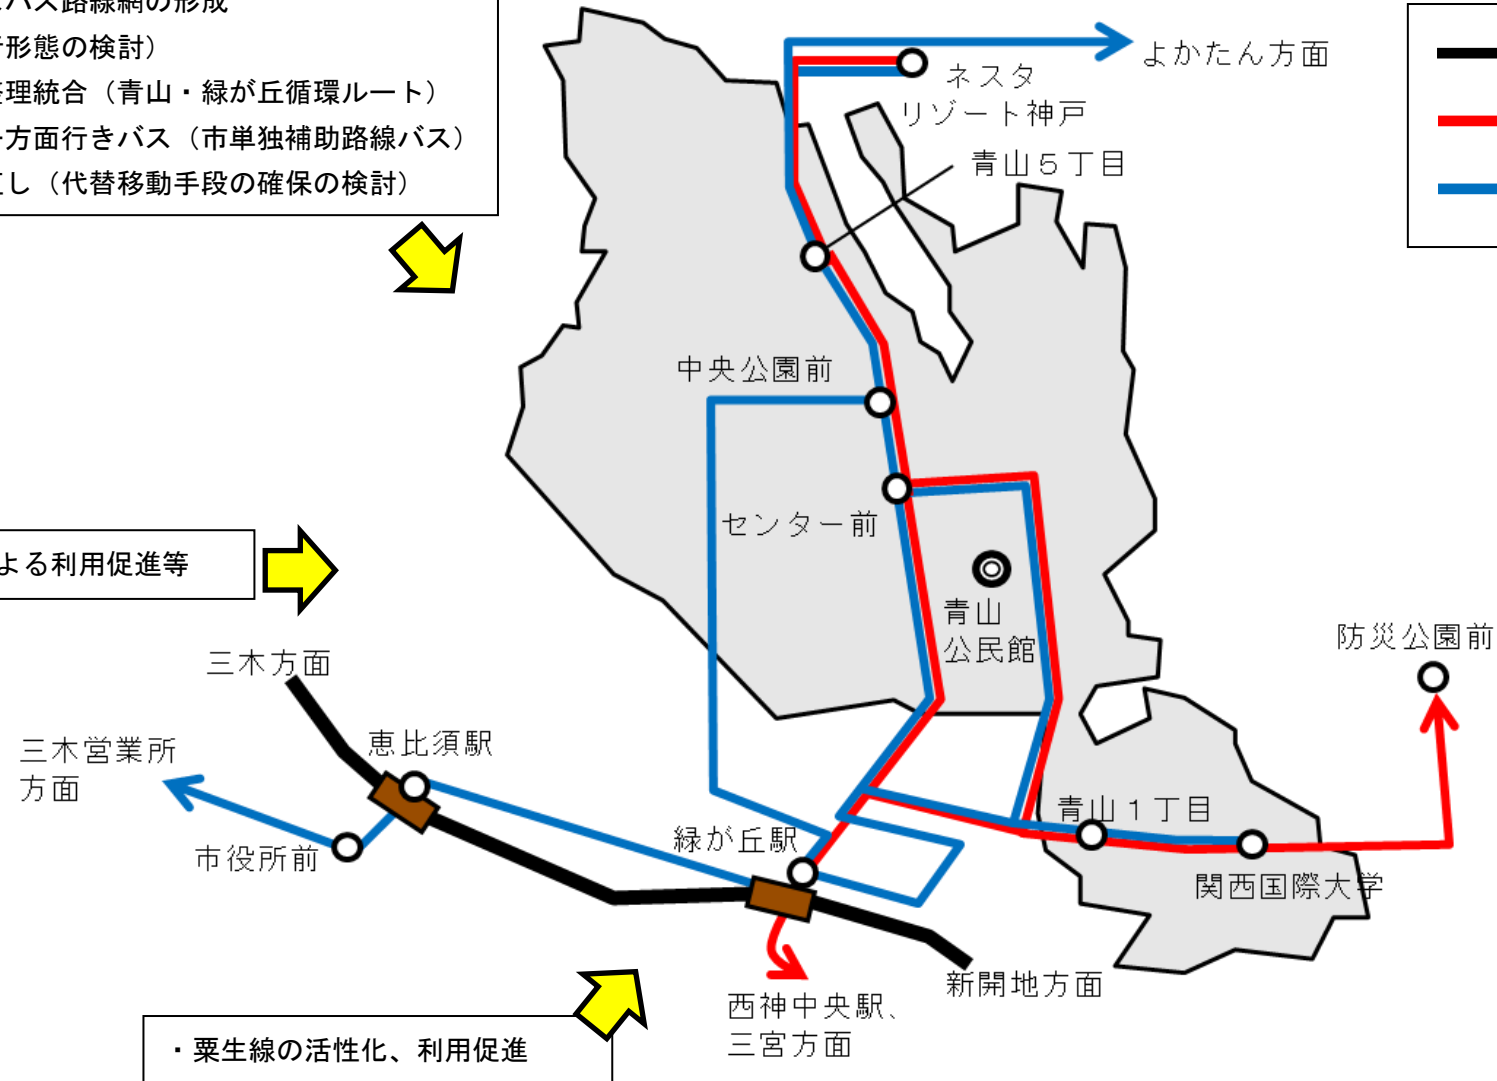 バス路線網の形成
形態の検討）
整理統合（青山・緑が丘循環ルート）
方面行きバス（市単独補助路線バス）
直し（代替移動手段の確保の検討）
よかたん方面
ネスタ
リゾート神戸
青山５丁目
中央公園前
センター前
よる利用促進等
青山
公民館
防災公園前
三木方面
恵比須駅
三木営業所
方面
青山１丁目
緑が丘駅
市役所前
関西国際大学
新開地方面
西神中央駅、
三宮方面
・粟生線の活性化、利用促進